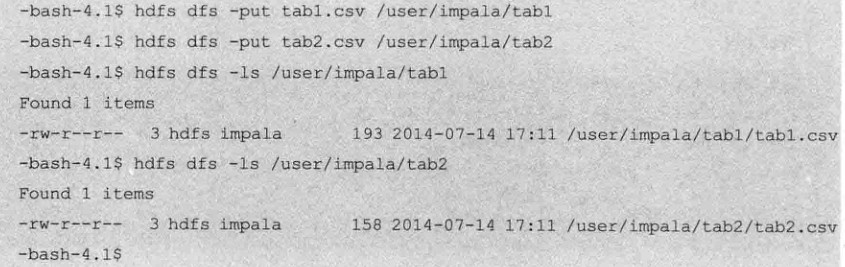 -bash-4.1$ hdfs dfs -put tab1.csv /user/impala/tab1
-bash-4.1$ hdfs dfs -put tab2.csv /user/impala/tab2
-bash-4.1$ hdfs dfs -ls /user/impala/tab1
Found 1 items
-rw-r--r-- 3 hdfs impala 193 2014-07-14 17:11 /user/impala/tab1/tab1.csv
-bash-4.1$ hdfs dfs -ls /user/impala/tab2
Found 1 items
-rw-r--r-- 3 hdfs impala 158 2014-07-14 17:11 /user/impala/tab2/tab2.csv
-bash-4.1$